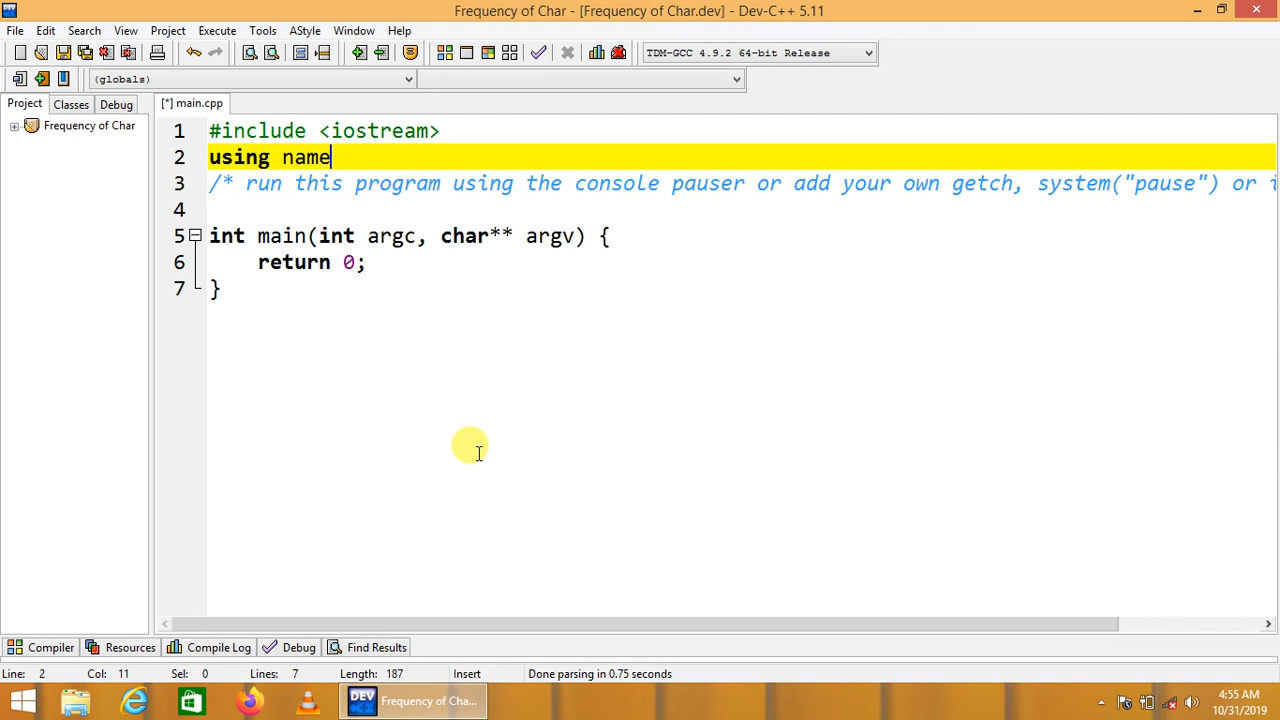 Frequency of Char - [Frequency of Char.dev] - Dev-C++ 5.11
File Edit Search View Project Execute Tools AStyle Window Help
TDM-GCC 4.9.2 64-bit Release
(globals)
Project Classes Debug [*] main.cpp
Frequency of Char
1 #include <iostream>
2 using name
3 /* run this program using the console pauser or add your own getch, system("pause") or i
4
5 int main(int argc, char** argv) {
6 return 0;
7 }
Compiler Resources Compile Log Debug Find Results
Line: 2 Col: 11 Sel: 0 Lines: 7 Length: 187 Insert Done parsing in 0.75 seconds
DEV Frequency of Cha... 4:55 AM
10/31/2019